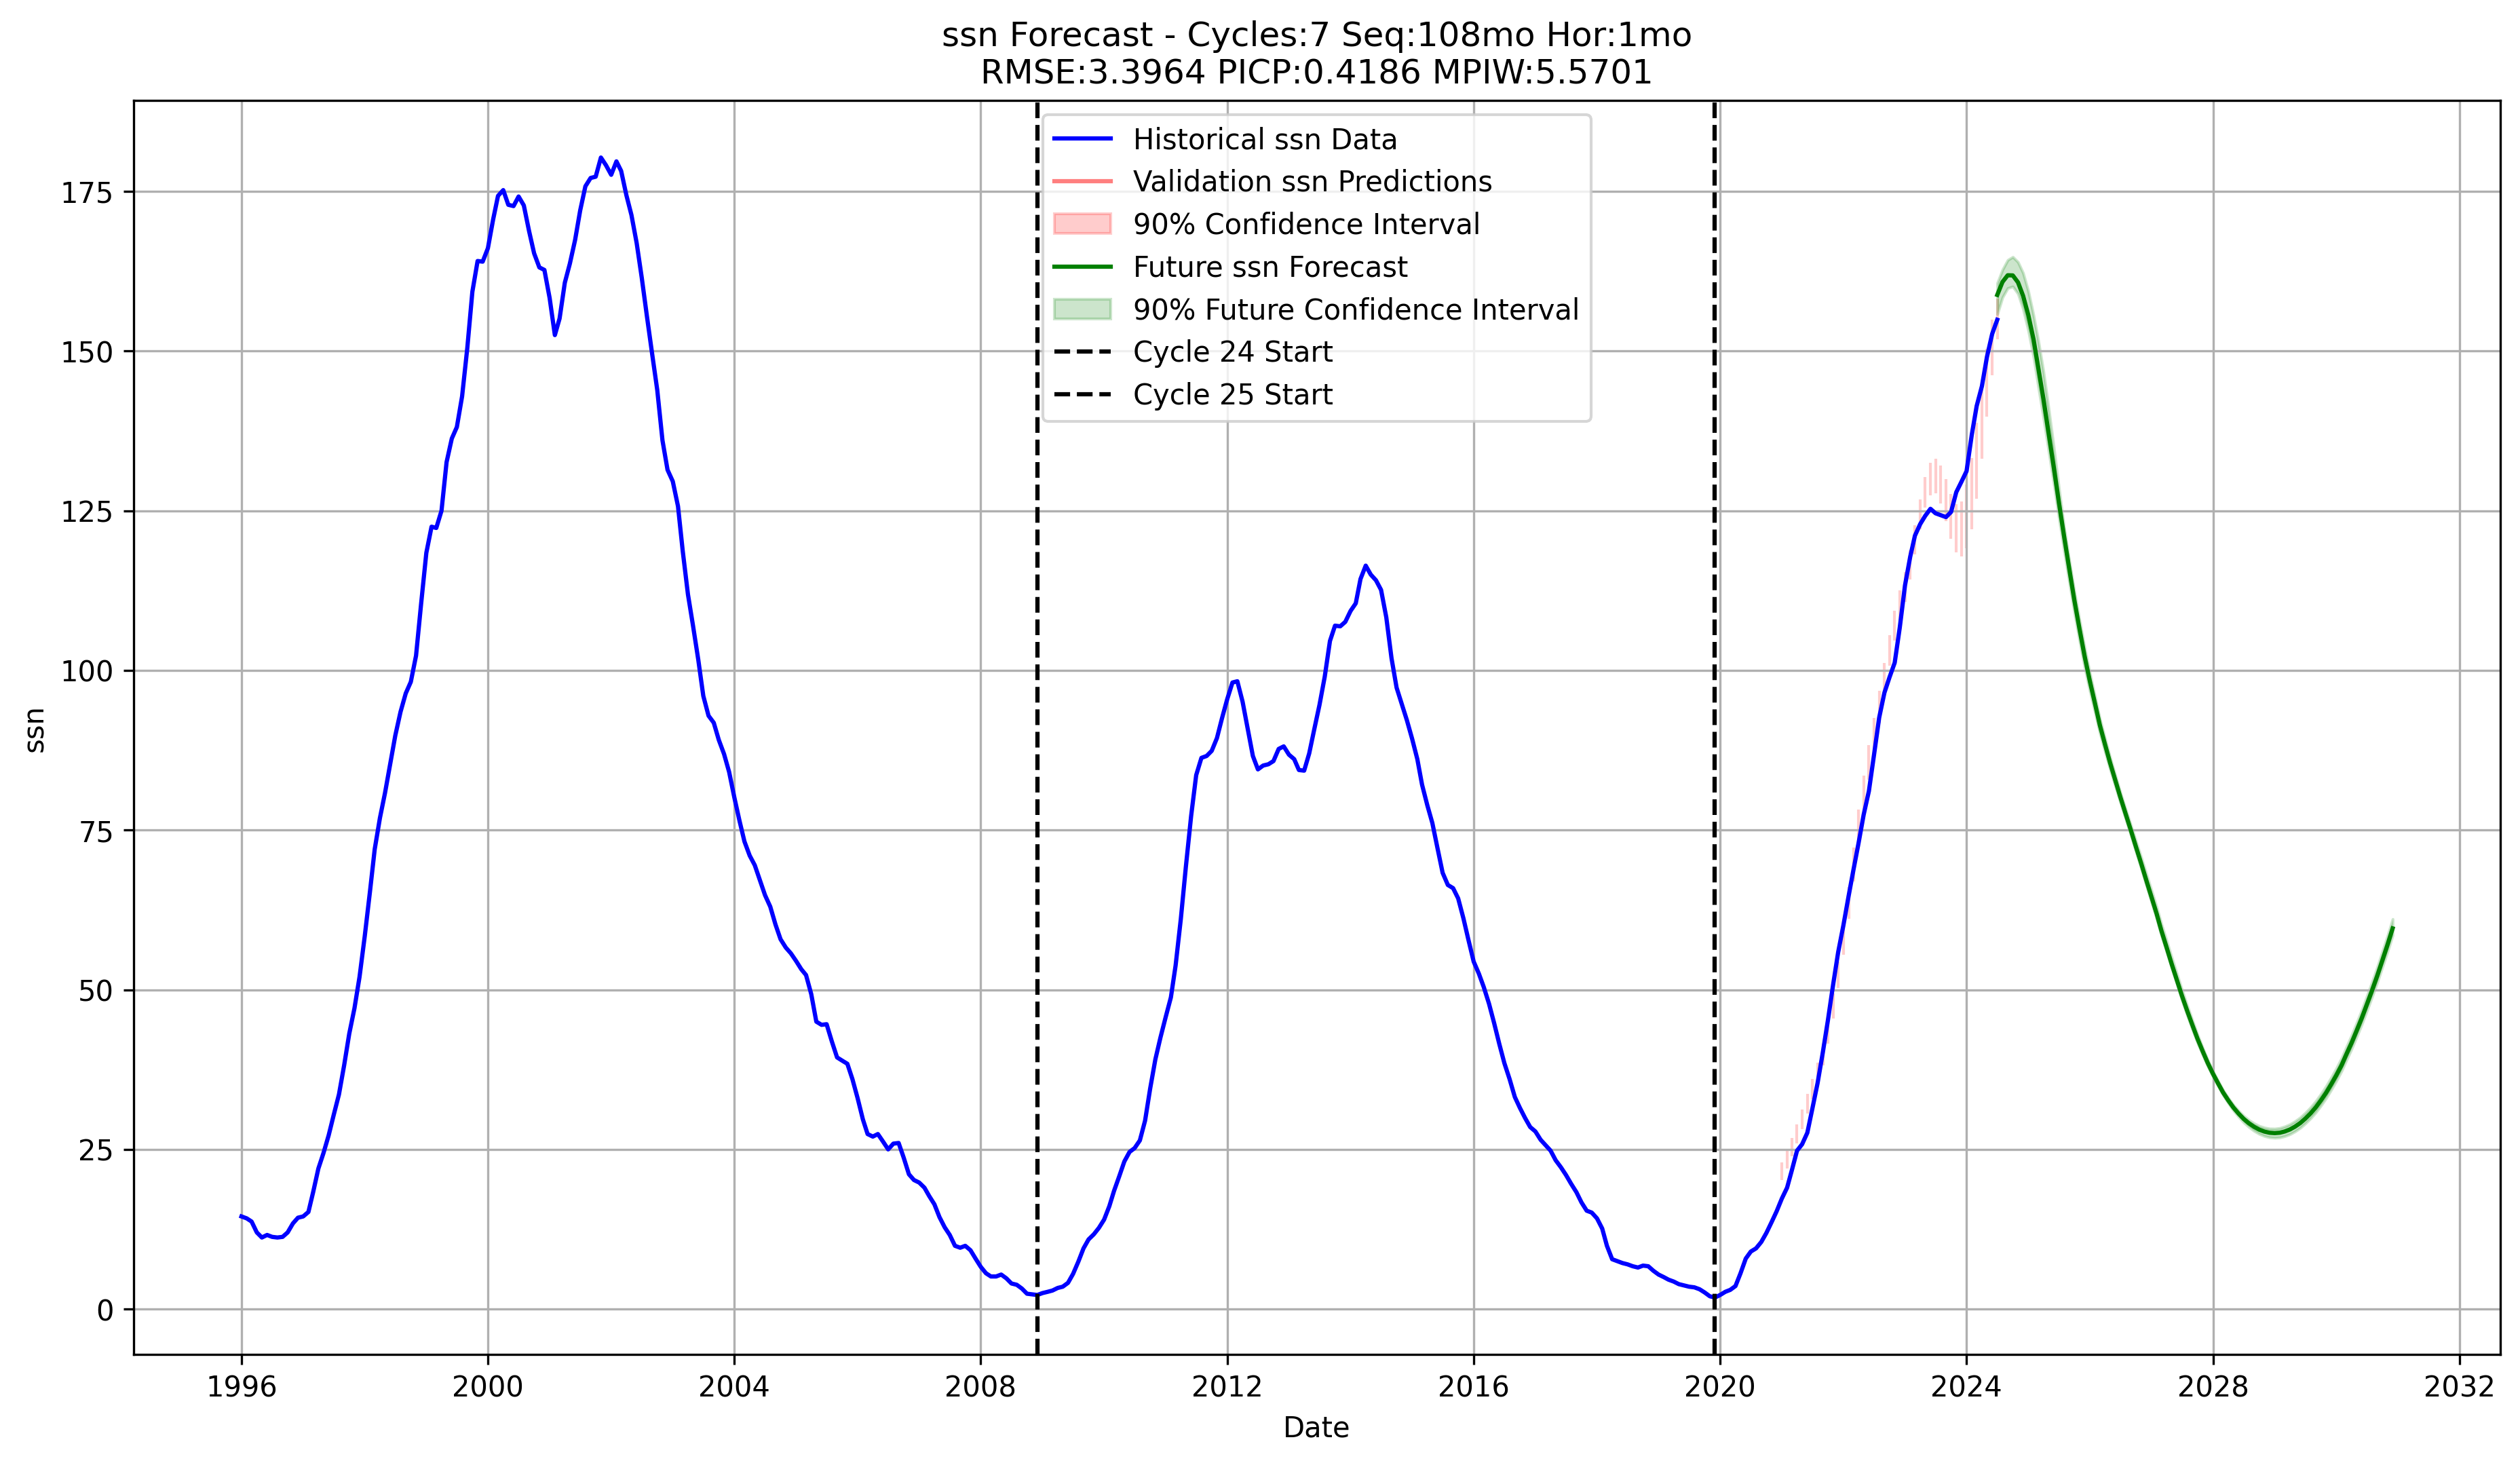 ssn Forecast - Cycles:7 Seq:108mo Hor:1mo
RMSE:3.3964 PICP:0.4186 MPIW:5.5701
Historical ssn Data
Validation ssn Predictions
90% Confidence Interval
Future ssn Forecast
90% Future Confidence Interval
Cycle 24 Start
Cycle 25 Start
175
150
125
100
75
50
25
0
ssn
1996 2000 2004 2008 2012 2016 2020 2024 2028 2032
Date